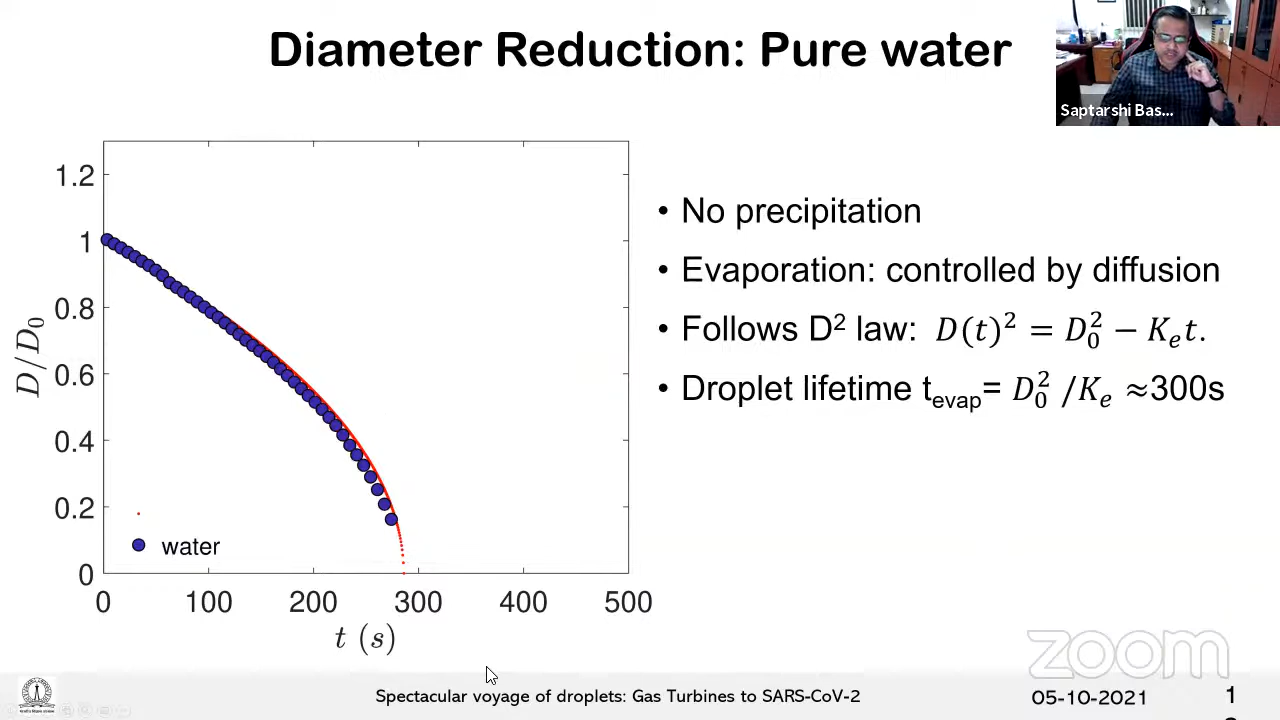 Diameter Reduction: Pure water
Saptarshi Bas...
1.2
1
0.8
0.6
0.4
0.2
0
D/D₀
water
0 100 200 300 400 500
t (s)
• No precipitation
• Evaporation: controlled by diffusion
• Follows D² law: D(t)² = D₀² − Kₑt.
• Droplet lifetime t_evap= D₀² /Kₑ ≈300s
zoom
Spectacular voyage of droplets: Gas Turbines to SARS-CoV-2
05-10-2021
1